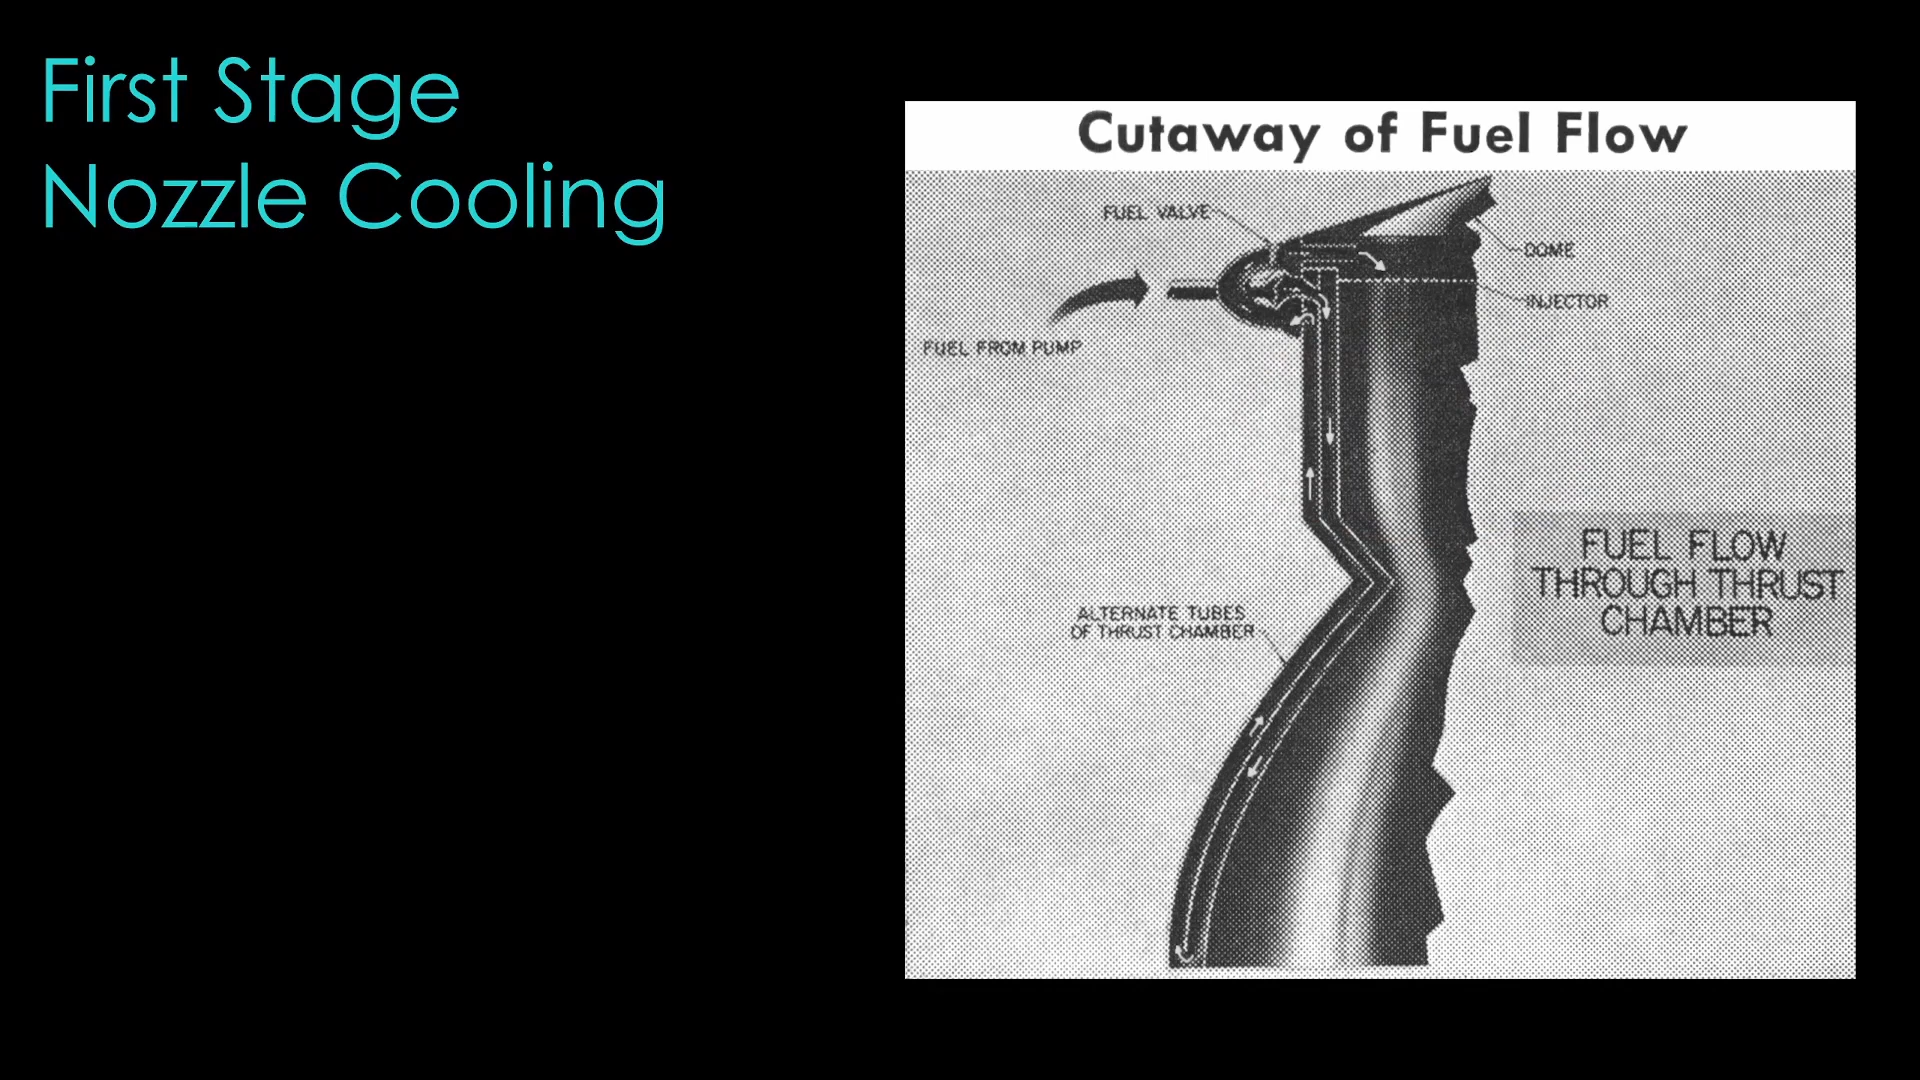 First Stage
Nozzle Cooling
Cutaway of Fuel Flow
FUEL VALVE
DOME
INJECTOR
FUEL FROM PUMP
FUEL FLOW
THROUGH THRUST
CHAMBER
ALTERNATE TUBES
OF THRUST CHAMBER